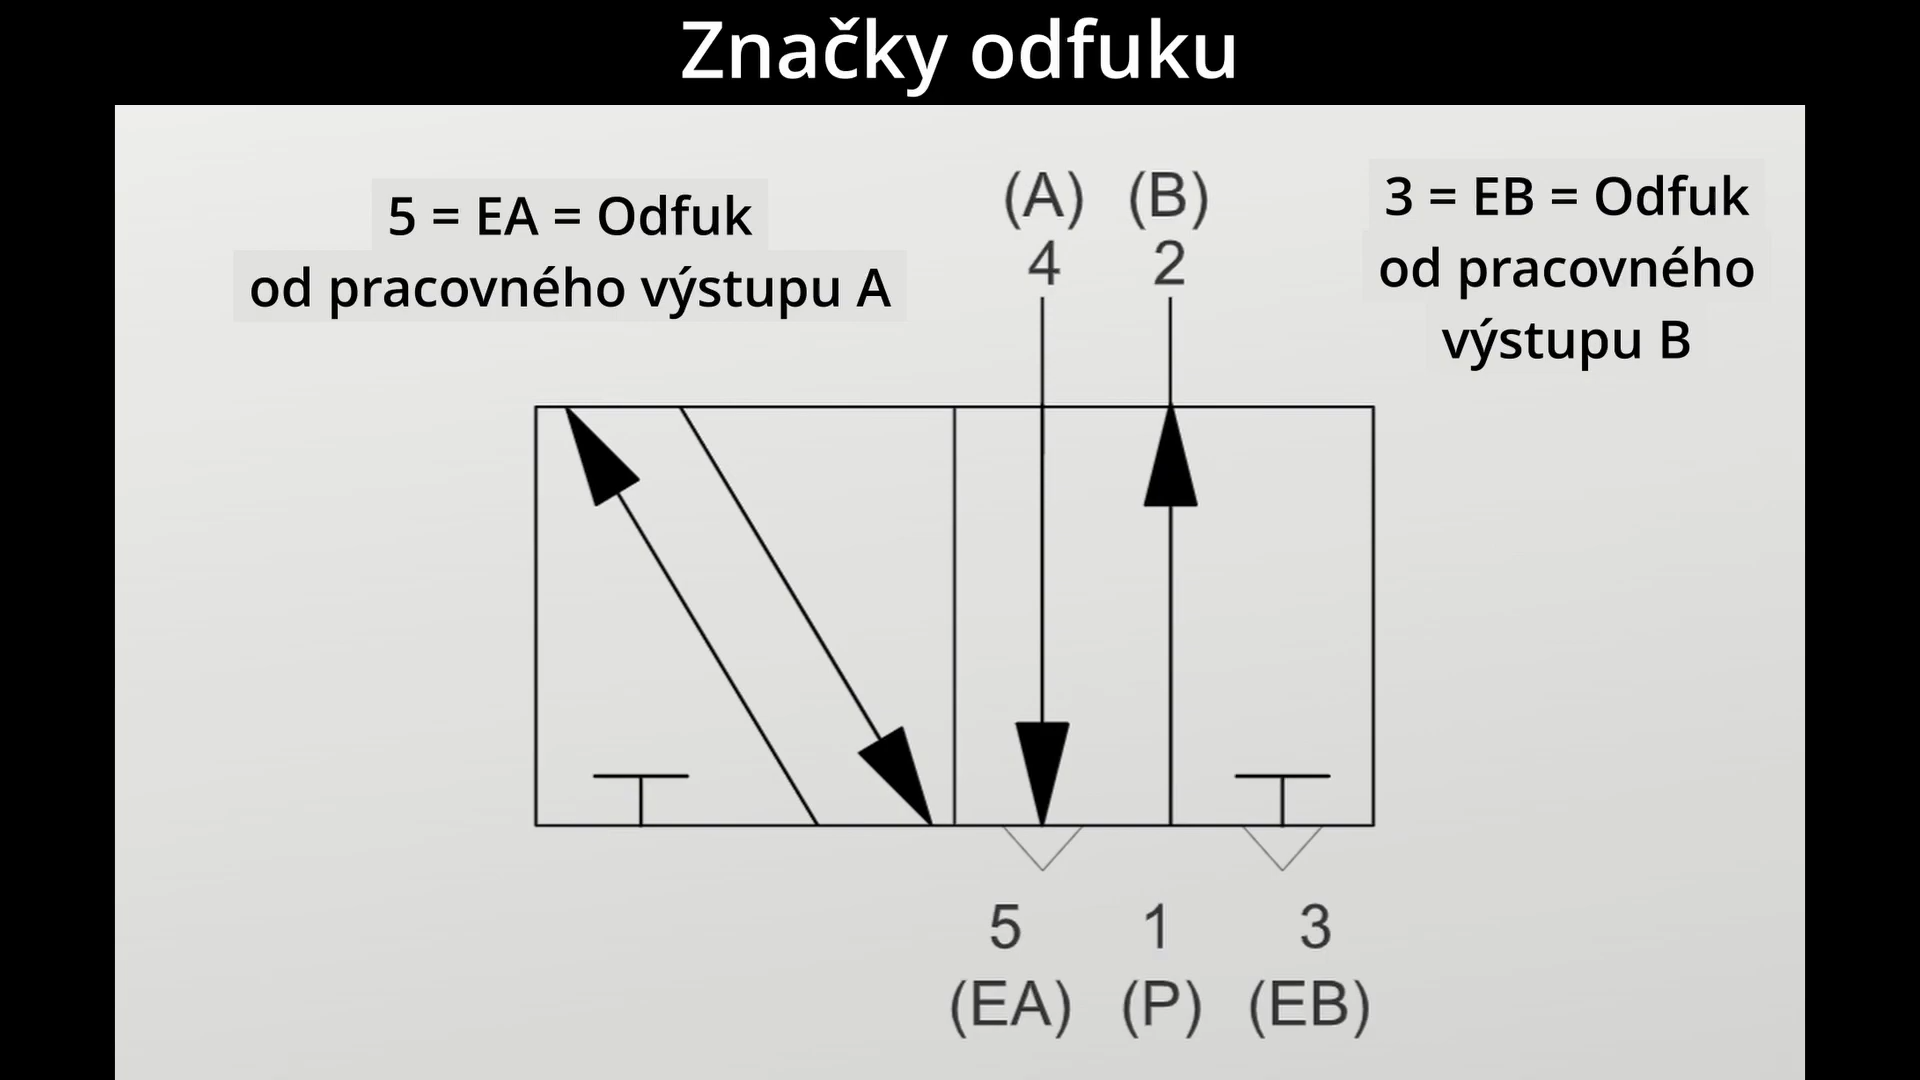 Značky odfuku
5 = EA = Odfuk
od pracovného výstupu A
(A) (B)
4 2
3 = EB = Odfuk
od pracovného
výstupu B
5 1 3
(EA) (P) (EB)